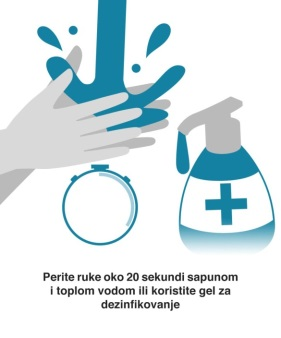 Perite ruke oko 20 sekundi sapunom
i toplom vodom ili koristite gel za
dezinfikovanje